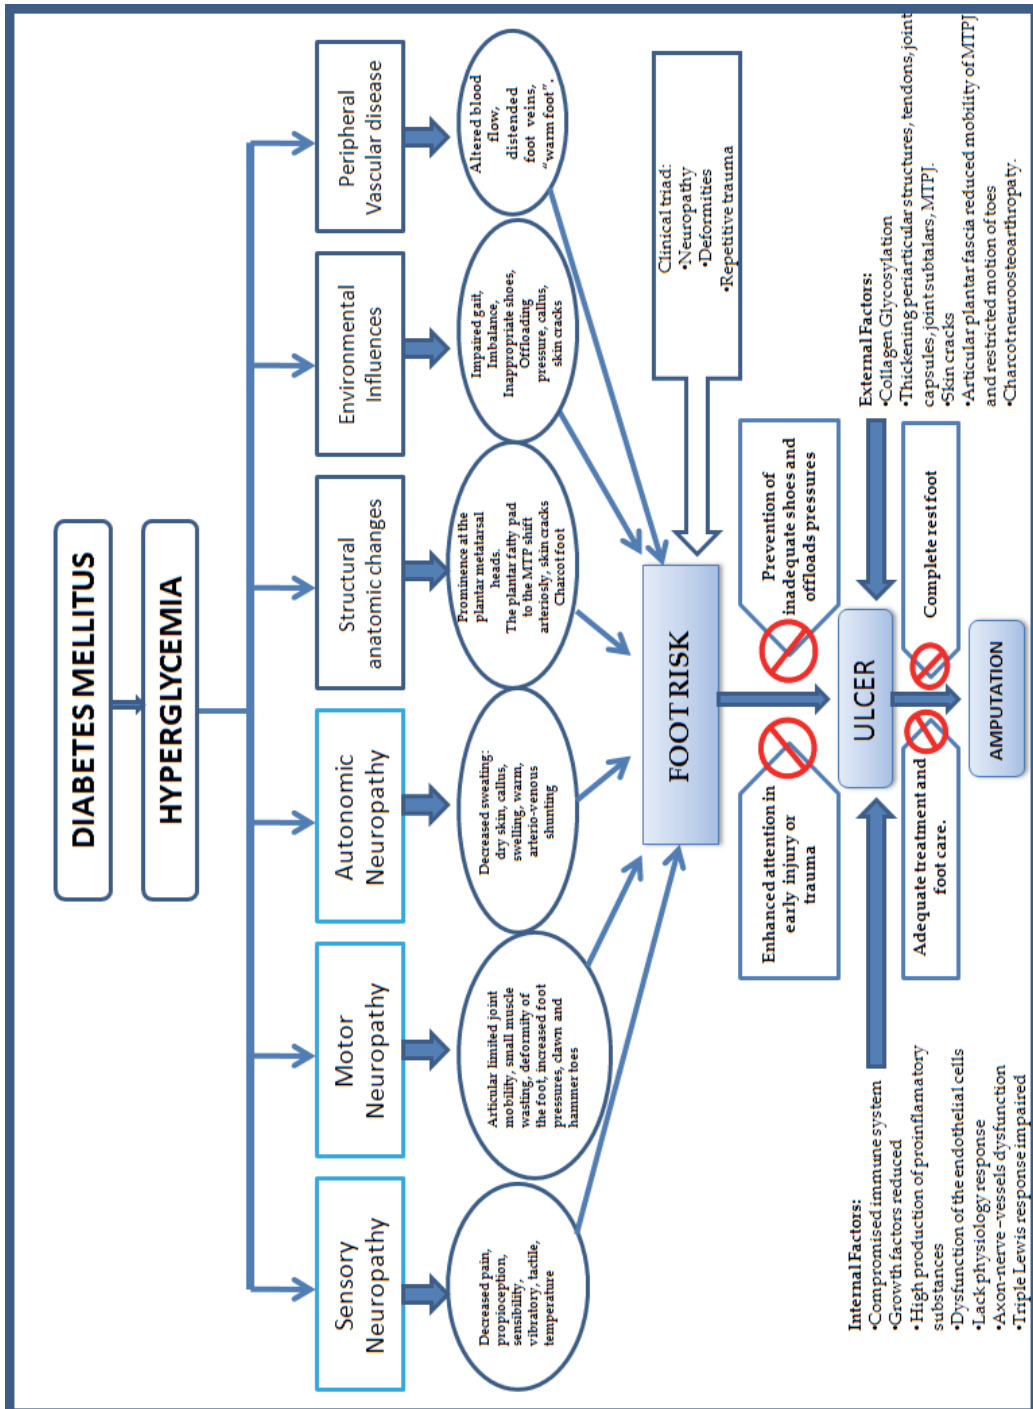 DIABETES MELLITUS
HYPERGLYCEMIA
Sensory
Neuropathy
Motor
Neuropathy
Autonomic
Neuropathy
Structural
anatomic changes
Environmental
Influences
Peripheral
Vascular disease
Decreased pain,
propioception,
sensibility,
vibratory, tactile,
temperature
Articular limited joint
mobility, small muscle
wasting, deformity of
the foot, increased foot
pressures, clawn and
hammer toes
Decreased sweating:
dry skin, callus,
swelling, warm,
arterio-venous
shunting
Prominence at the
plantar metatarsal
heads.
The plantar fatty pad
to the MTP shift
arteriosly, skin cracks
Charcot foot
Impaired gait,
Imbalance,
Inappropriate shoes,
Offloading
pressure, callus,
skin cracks
Altered blood
flow,
distended
foot veins,
“warm foot”.
FOOT RISK
Clinical triad:
•Neuropathy
•Deformities
•Repetitive trauma
Enhanced attention in
early injury or
trauma
Prevention of
inadequate shoes and
offloads pressures
ULCER
Internal Factors:
•Compromised immune system
•Growth factors reduced
• High production of proinflamatory
substances
•Dysfunction of the endothelial cells
•Lack physiology response
•Axon-nerve –vessels dysfunction
•Triple Lewis response impaired
External Factors:
•Collagen Glycosylation
•Thickening periarticular structures, tendons, joint
capsules, joint subtalars, MTPJ.
•Skin cracks
•Articular plantar fascia reduced mobility of MTPJ
and restricted motion of toes
•Charcot neuroosteoarthropaty.
Adequate treatment and
foot care.
Complete rest foot
AMPUTATION